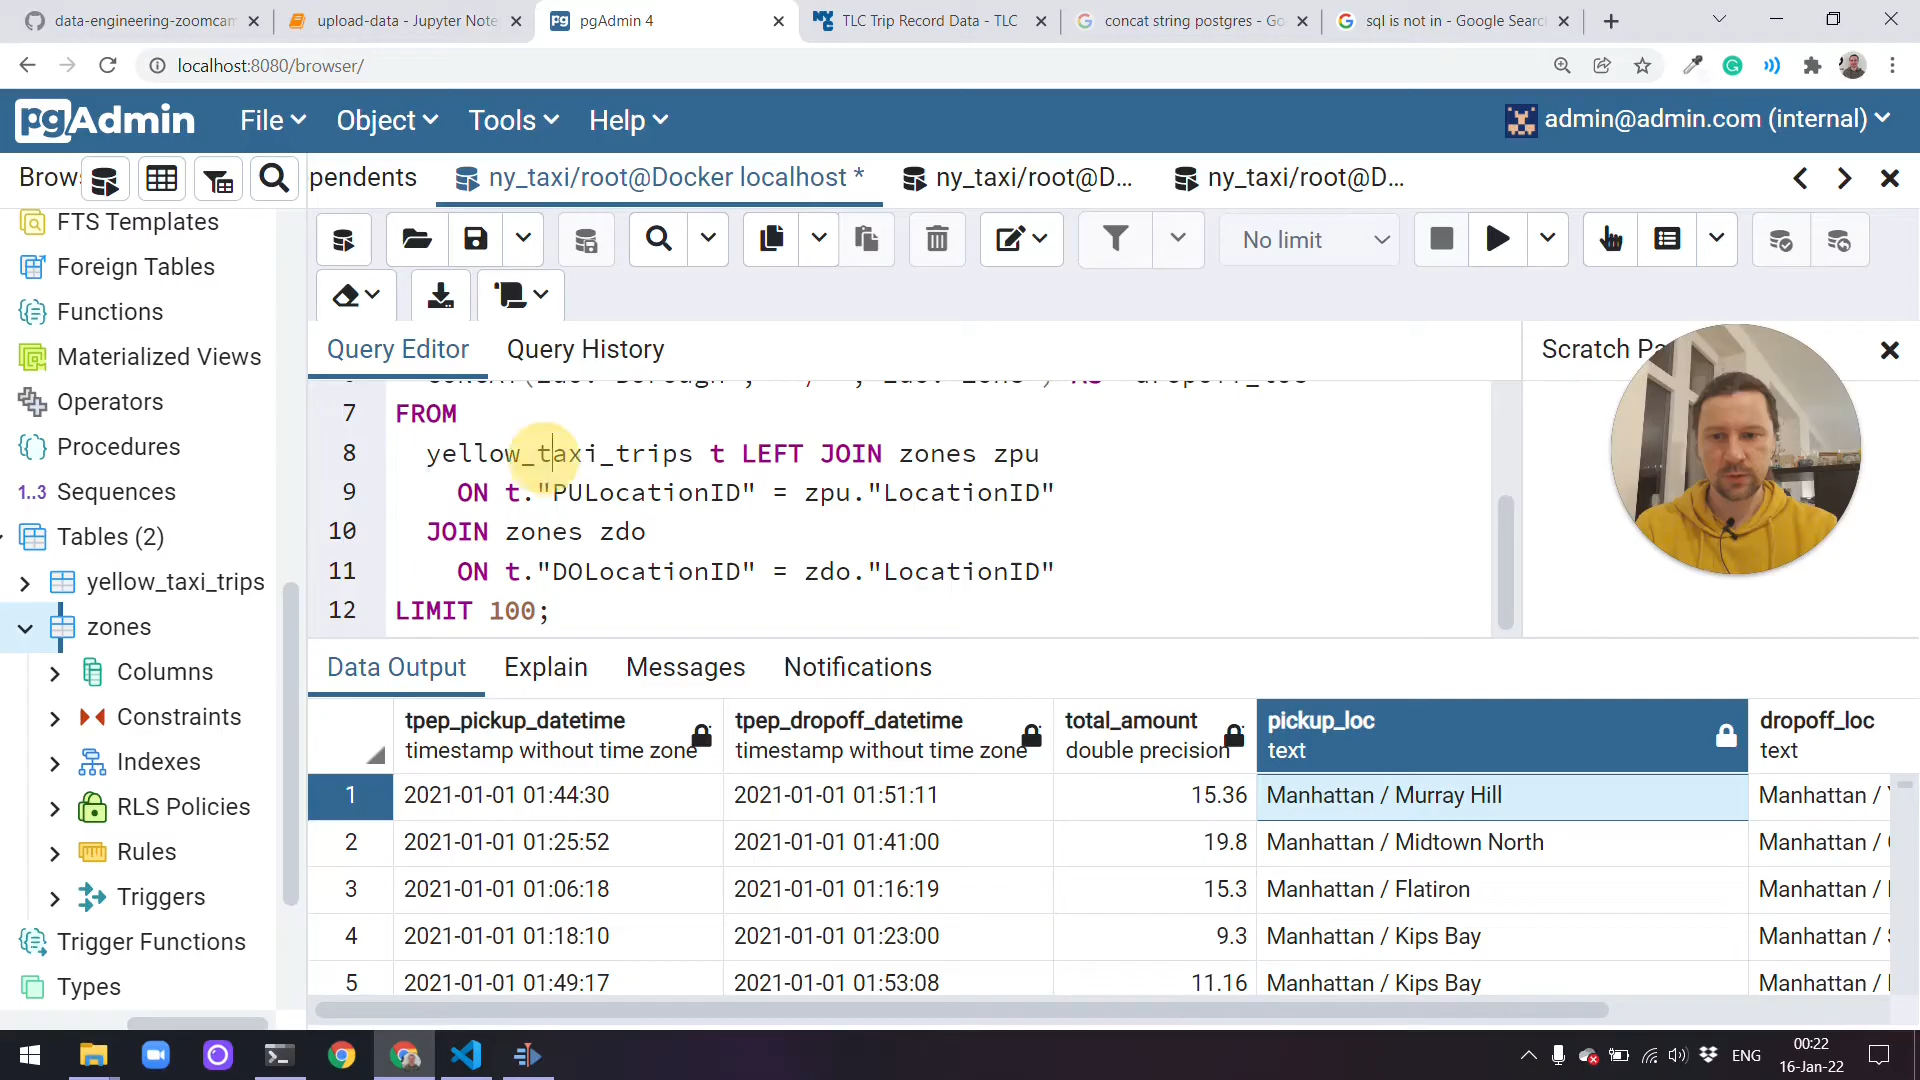 data-engineering-zoomcam
upload-data - Jupyter Note
pgAdmin 4
TLC Trip Record Data - TLC
concat string postgres - Go
sql is not in - Google Search
localhost:8080/browser/
pgAdmin
File
Object
Tools
Help
admin@admin.com (internal)
Brow
pendents
ny_taxi/root@Docker localhost *
ny_taxi/root@D...
ny_taxi/root@D...
No limit
FTS Templates
Foreign Tables
Functions
Materialized Views
Operators
Procedures
1..3 Sequences
Tables (2)
yellow_taxi_trips
zones
Columns
Constraints
Indexes
RLS Policies
Rules
Triggers
Trigger Functions
Types
Query Editor
Query History
Scratch Pa
7 FROM
8 yellow_taxi_trips t LEFT JOIN zones zpu
9 ON t."PULocationID" = zpu."LocationID"
10 JOIN zones zdo
11 ON t."DOLocationID" = zdo."LocationID"
12 LIMIT 100;
Data Output
Explain
Messages
Notifications
tpep_pickup_datetime tpep_dropoff_datetime total_amount pickup_loc dropoff_loc
timestamp without time zone timestamp without time zone double precision text text
1 2021-01-01 01:44:30 2021-01-01 01:51:11 15.36 Manhattan / Murray Hill Manhattan /
2 2021-01-01 01:25:52 2021-01-01 01:41:00 19.8 Manhattan / Midtown North Manhattan /
3 2021-01-01 01:06:18 2021-01-01 01:16:19 15.3 Manhattan / Flatiron Manhattan /
4 2021-01-01 01:18:10 2021-01-01 01:23:00 9.3 Manhattan / Kips Bay Manhattan /
5 2021-01-01 01:49:17 2021-01-01 01:53:08 11.16 Manhattan / Kips Bay Manhattan /
ENG
00:22
16-Jan-22